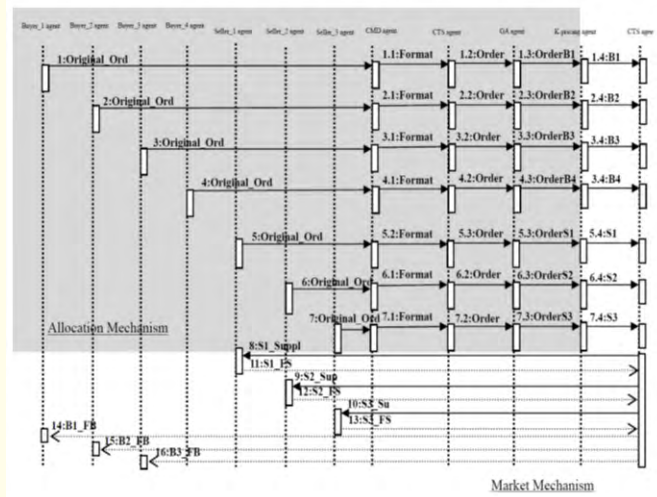 Buyer_1 agent Buyer_2 agent Buyer_3 agent Buyer_4 agent Seller_1 agent Seller_2 agent Seller_3 agent CMD agent CTS agent GA agent K-pricing agent CTS agen
1:Original_Ord 1.1:Format 1.2:Order 1.3:OrderB1 1.4:B1
2:Original_Ord 2.1:Format 2.2:Order 2.3:OrderB2 2.4:B2
3:Original_Ord 3.1:Format 3.2:Order 3.3:OrderB3 3.4:B3
4:Original_Ord 4.1:Format 4.2:Order 4.3:OrderB4 3.4:B4
5:Original_Ord 5.2:Format 5.3:Order 5.3:OrderS1 5.4:S1
6:Original_Ord 6.1:Format 6.2:Order 6.3:OrderS2 6.4:S2
7:Original_Ord 7.1:Format 7.2:Order 7.3:OrderS3 7.4:S3
Allocation Mechanism
8:S1_Suppl
11:S1_FS
9:S2_Sup
12:S2_FS
10:S3_Su
13:S3_FS
14:B1_FB
15:B2_FB
16:B3_FB
Market Mechanism